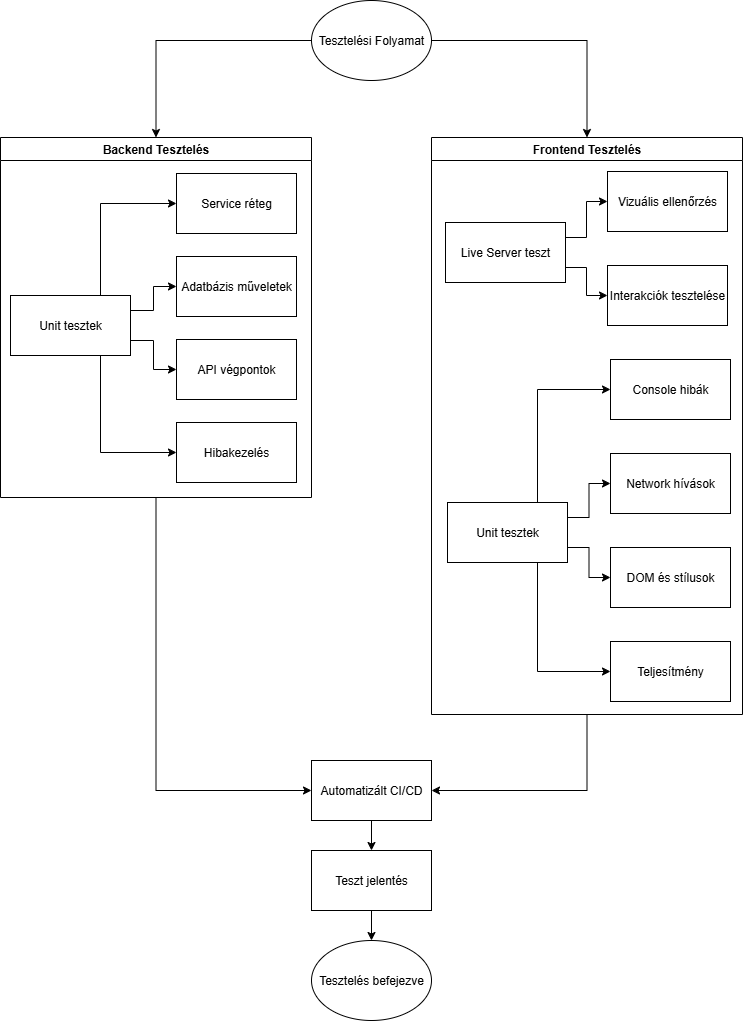 Tesztelési Folyamat
Backend Tesztelés
Service réteg
Adatbázis műveletek
Unit tesztek
API végpontok
Hibakezelés
Frontend Tesztelés
Vizuális ellenőrzés
Live Server teszt
Interakciók tesztelése
Console hibák
Network hívások
Unit tesztek
DOM és stílusok
Teljesítmény
Automatizált CI/CD
Teszt jelentés
Tesztelés befejezve